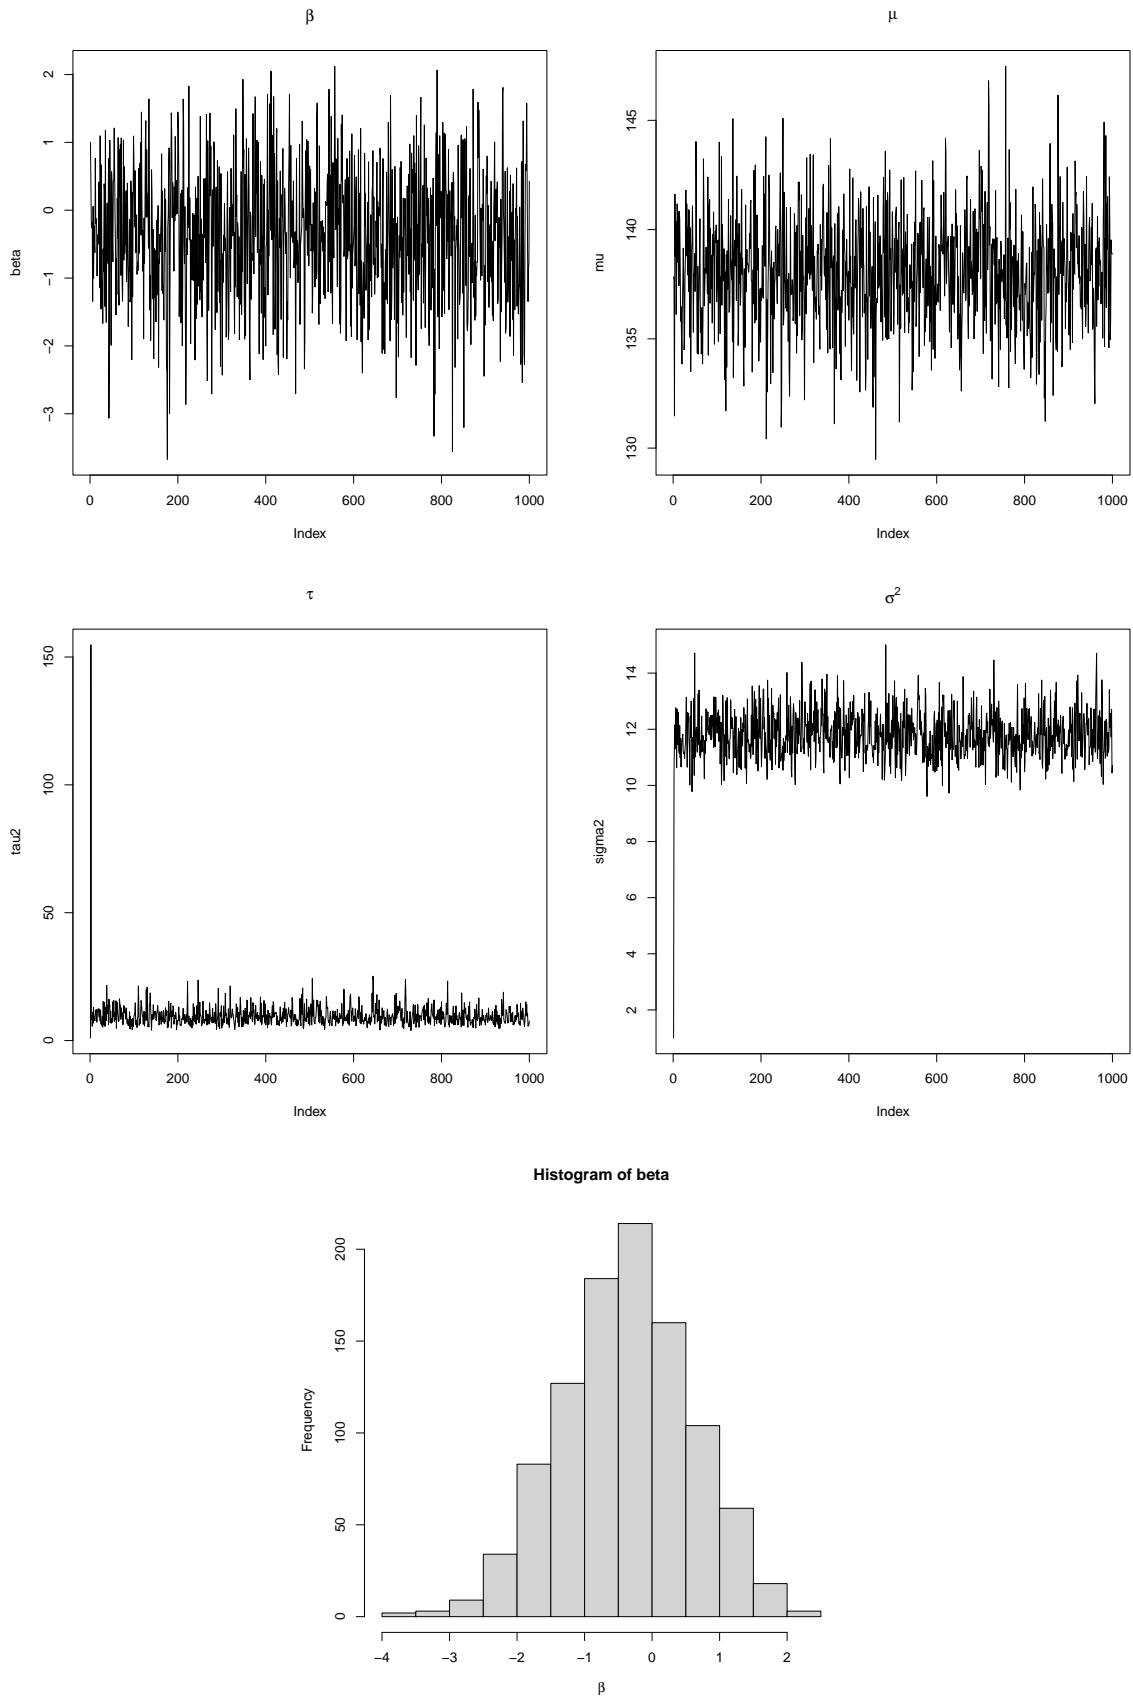 β
2
1
0
−1
−2
−3
beta
0 200 400 600 800 1000
Index
μ
145
140
135
130
mu
0 200 400 600 800 1000
Index
τ
150
100
50
0
tau2
0 200 400 600 800 1000
Index
σ²
14
12
10
8
6
4
2
sigma2
0 200 400 600 800 1000
Index
Histogram of beta
200
150
100
50
0
Frequency
−4 −3 −2 −1 0 1 2
β